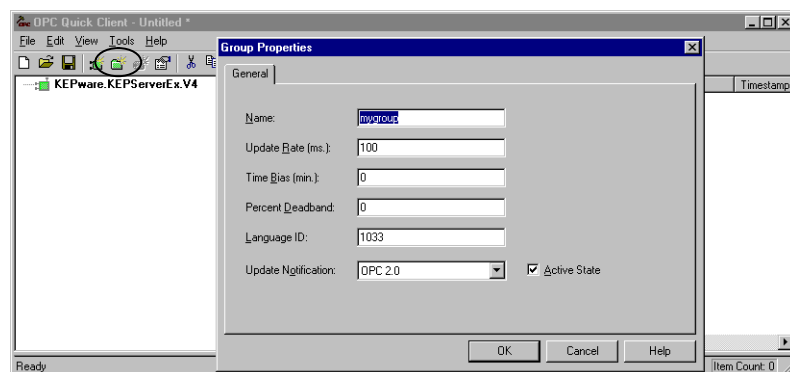 OPC Quick Client - Untitled *
File Edit View Tools Help
KEPware.KEPServerEx.V4
Timestamp
Group Properties
General
Name: mygroup
Update Rate (ms.): 100
Time Bias (min.): 0
Percent Deadband: 0
Language ID: 1033
Update Notification: OPC 2.0 Active State
OK Cancel Help
Ready Item Count: 0